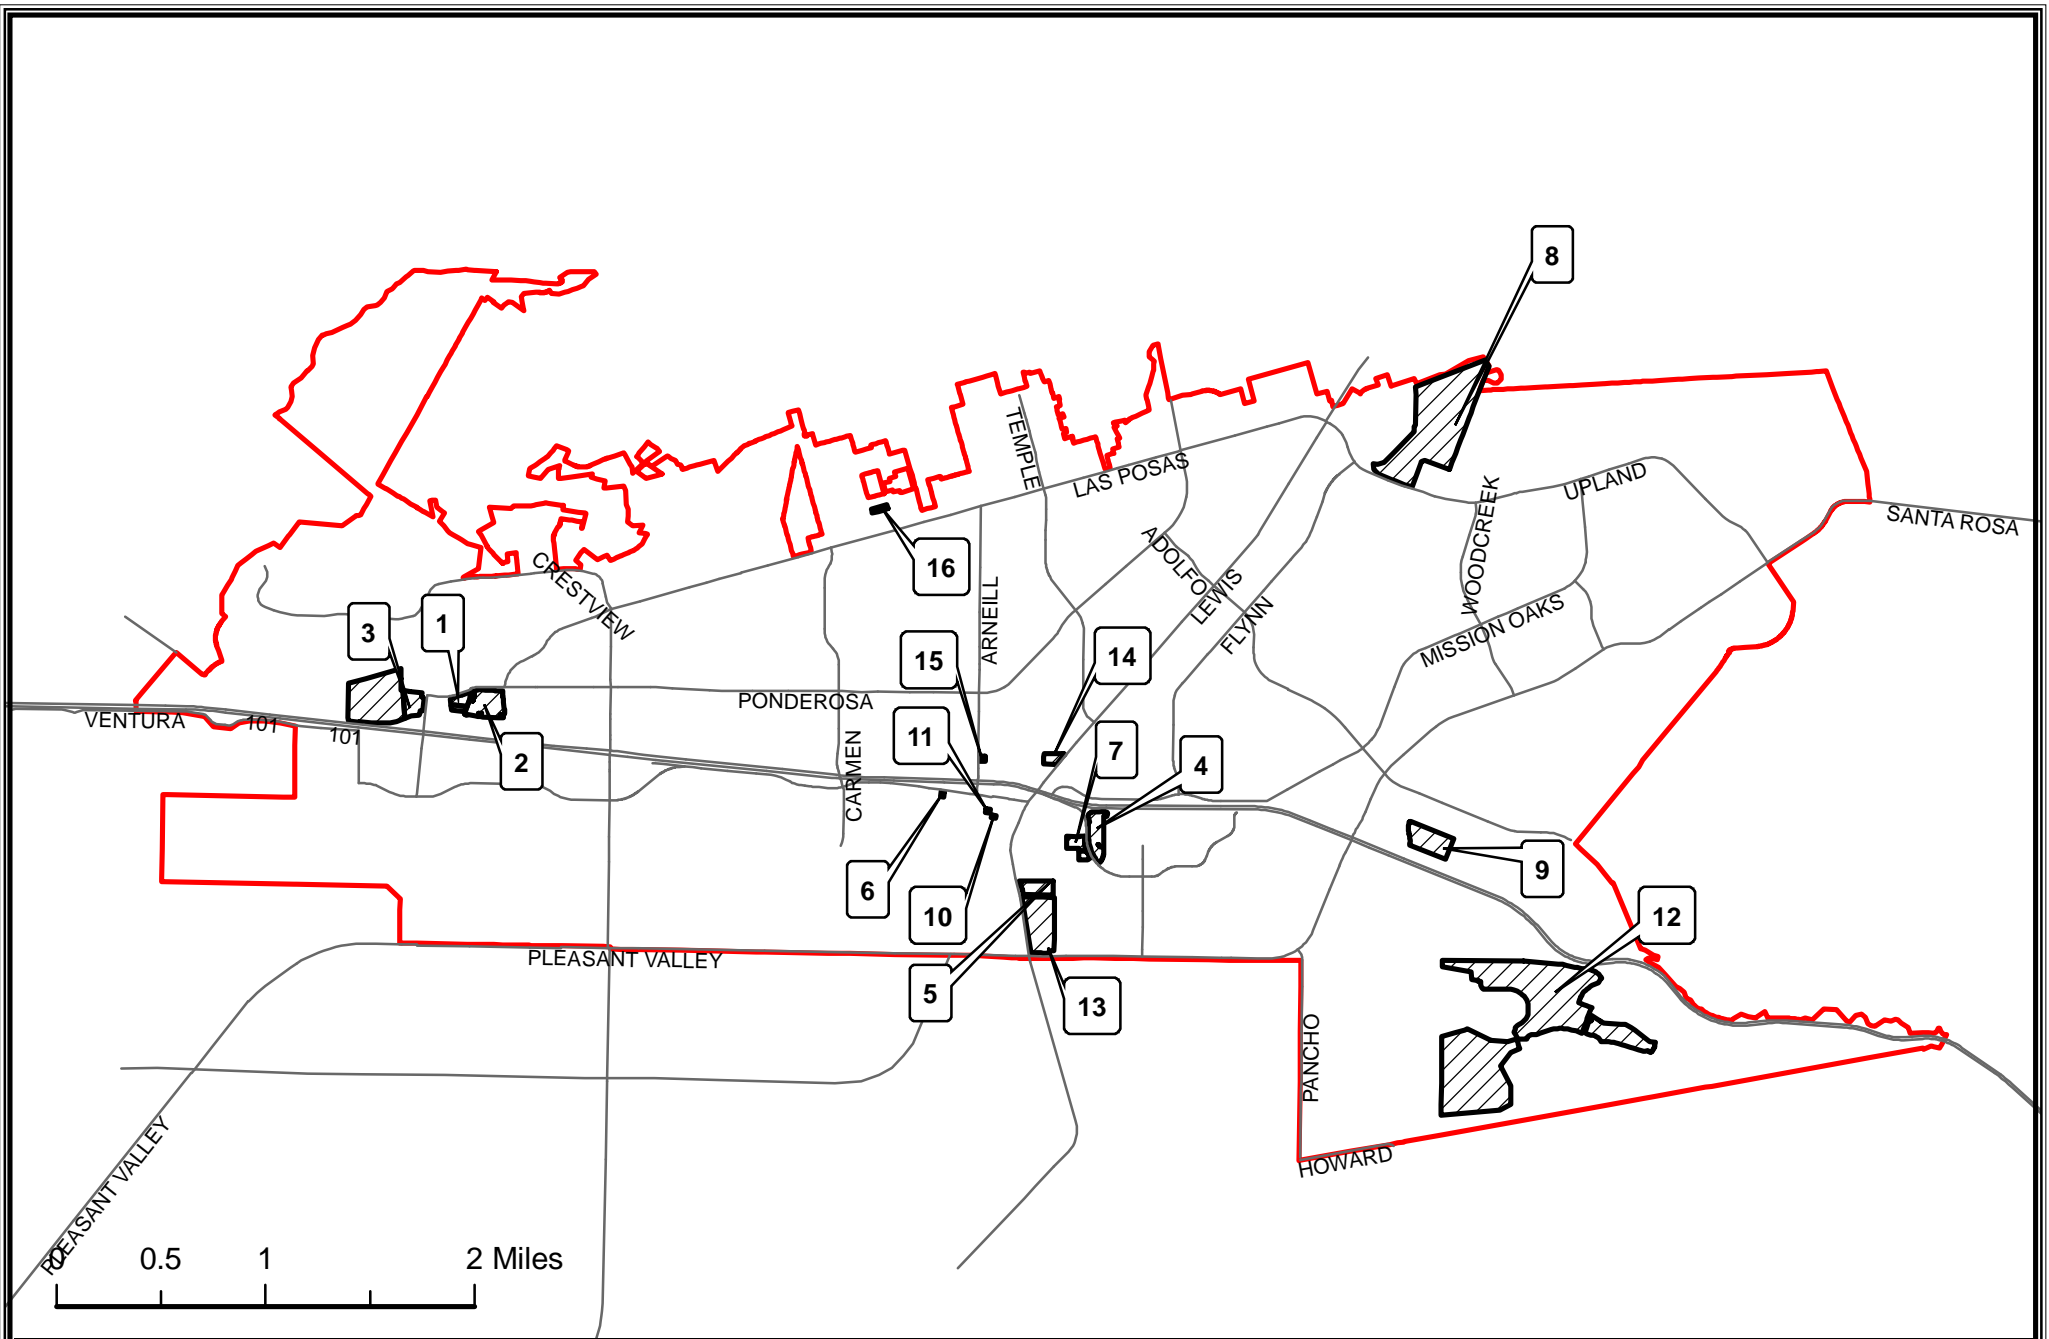 8
TEMPLE
LAS POSAS
UPLAND
WOODCREEK
SANTA ROSA
16
ADOLFO
LEWIS
FLYNN
MISSION OAKS
CRESTVIEW
ARNEILL
3
1
15
14
PONDEROSA
VENTURA
101
101
2
11
7
4
CARMEN
6
10
9
12
PLEASANT VALLEY
5
13
PANCHO
HOWARD
PLEASANT VALLEY
0 0.5 1 2 Miles